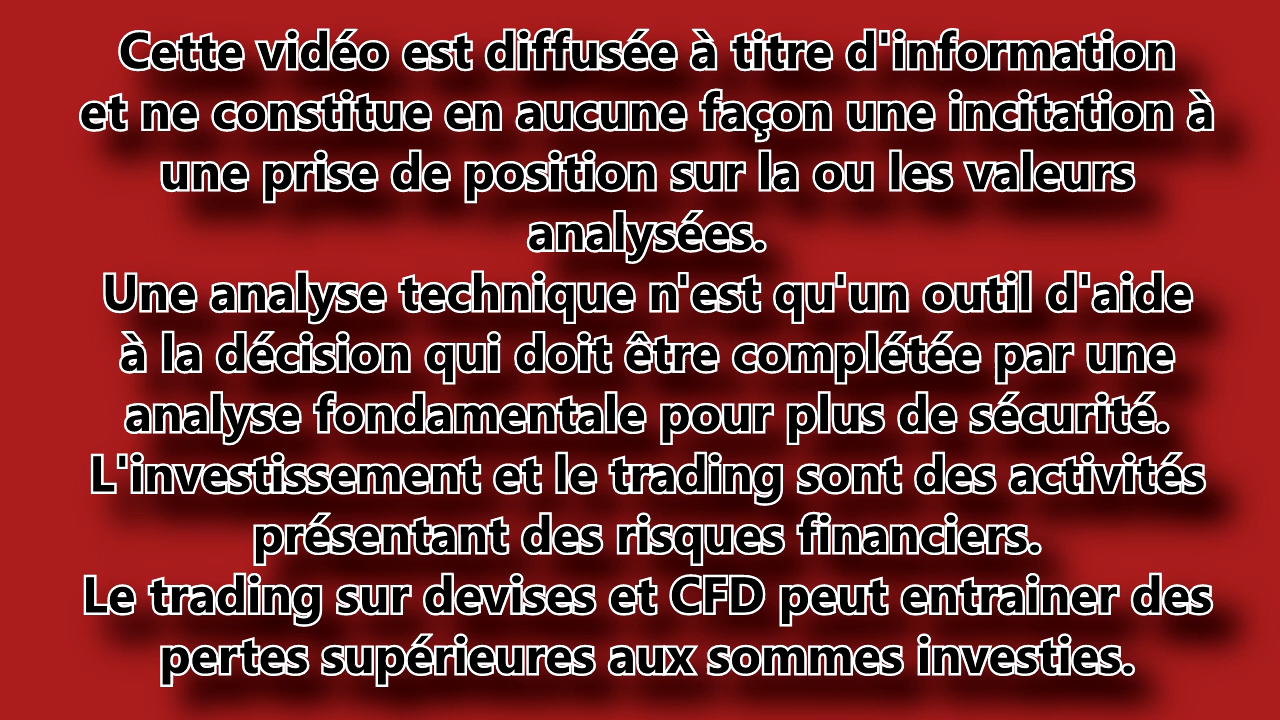 Cette vidéo est diffusée à titre d'information
et ne constitue en aucune façon une incitation à
une prise de position sur la ou les valeurs
analysées.
Une analyse technique n'est qu'un outil d'aide
à la décision qui doit être complétée par une
analyse fondamentale pour plus de sécurité.
L'investissement et le trading sont des activités
présentant des risques financiers.
Le trading sur devises et CFD peut entrainer des
pertes supérieures aux sommes investies.